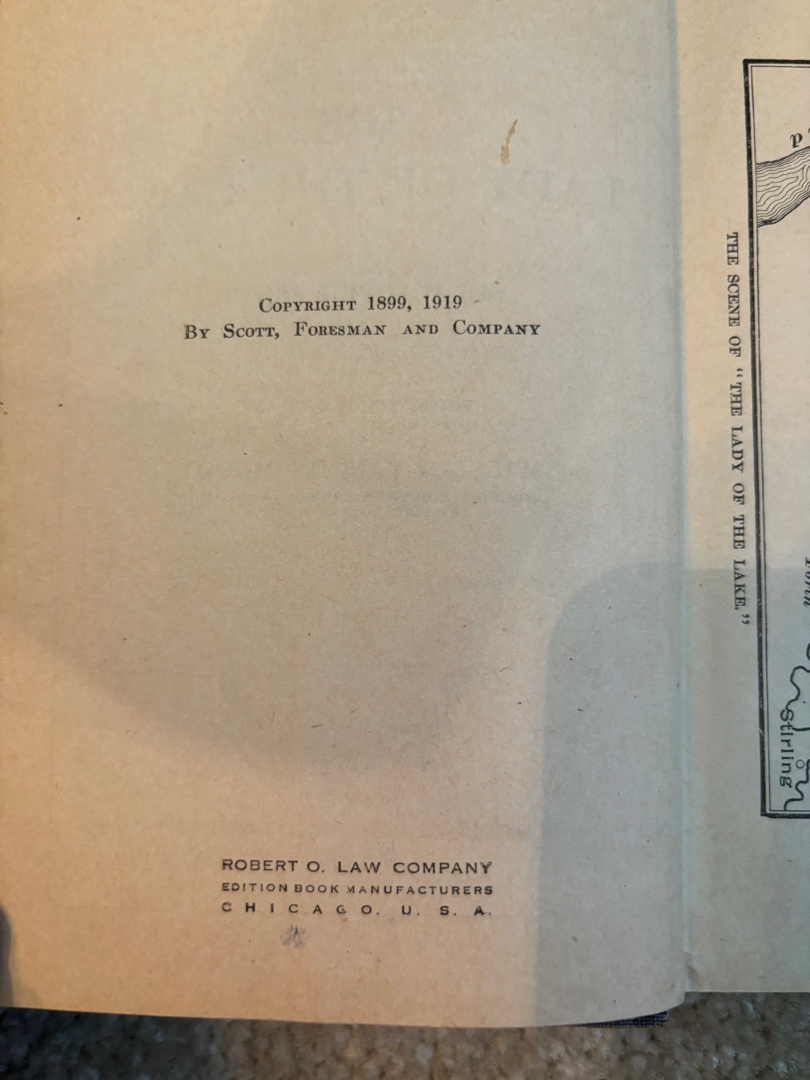 COPYRIGHT 1899, 1919
BY SCOTT, FORESMAN AND COMPANY
ROBERT O. LAW COMPANY
EDITION BOOK MANUFACTURERS
CHICAGO, U. S. A.
THE SCENE OF "THE LADY OF THE LAKE."
Stirling